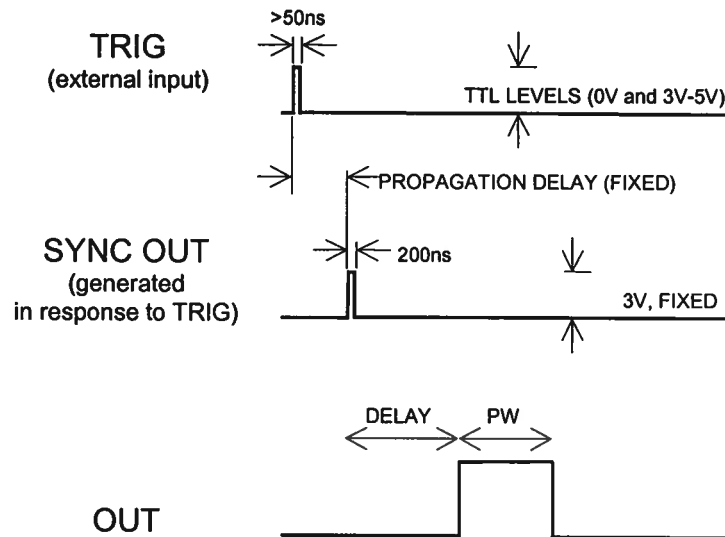 >50ns
TRIG
(external input)
TTL LEVELS (0V and 3V-5V)
PROPAGATION DELAY (FIXED)
SYNC OUT
(generated
in response to TRIG)
200ns
3V, FIXED
DELAY
PW
OUT